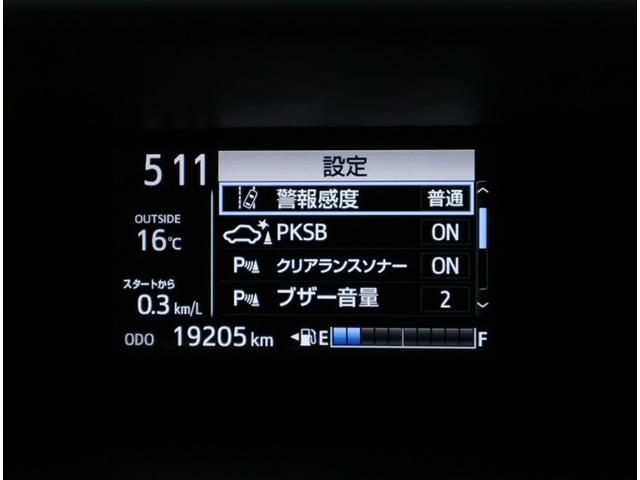 511
設定
警報感度 普通
OUTSIDE
16℃
PKSB ON
P クリアランスソナー ON
スタートから
0.3 km/L
P ブザー音量 2
ODO 19205 km E F